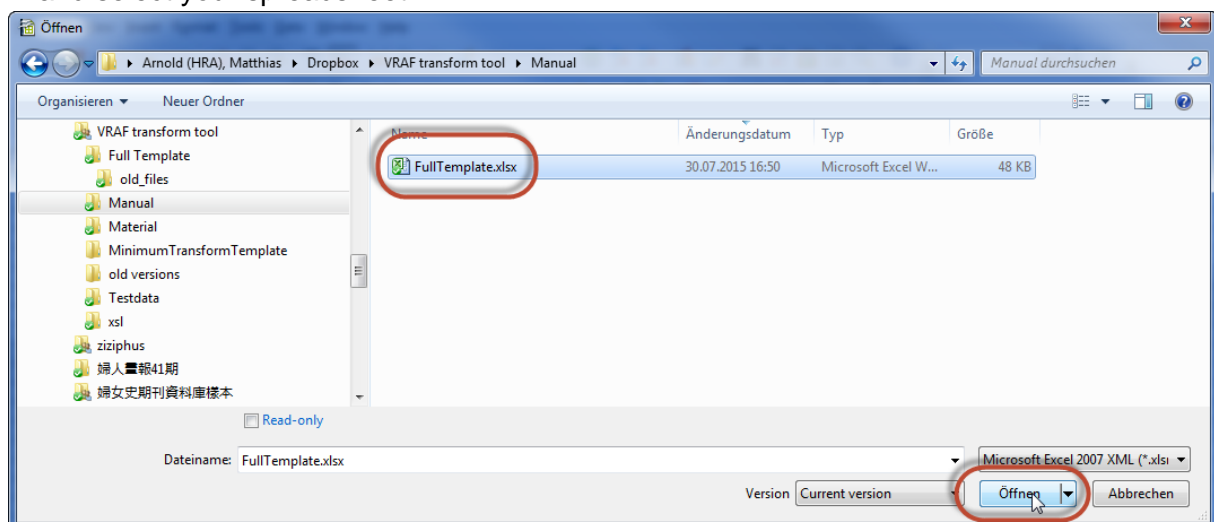 Öffnen
Arnold (HRA), Matthias ▸ Dropbox ▸ VRAF transform tool ▸ Manual
Manual durchsuchen
Organisieren
Neuer Ordner
Name Änderungsdatum Typ Größe
FullTemplate.xlsx 30.07.2015 16:50 Microsoft Excel W... 48 KB
VRAF transform tool
Full Template
old_files
Manual
Material
MinimumTransformTemplate
old versions
Testdata
xsl
ziziphus
婦人畫報41期
婦女史期刊資料庫樣本
Read-only
Dateiname: FullTemplate.xlsx
Microsoft Excel 2007 XML (*.xlsx
Version Current version
Öffnen
Abbrechen